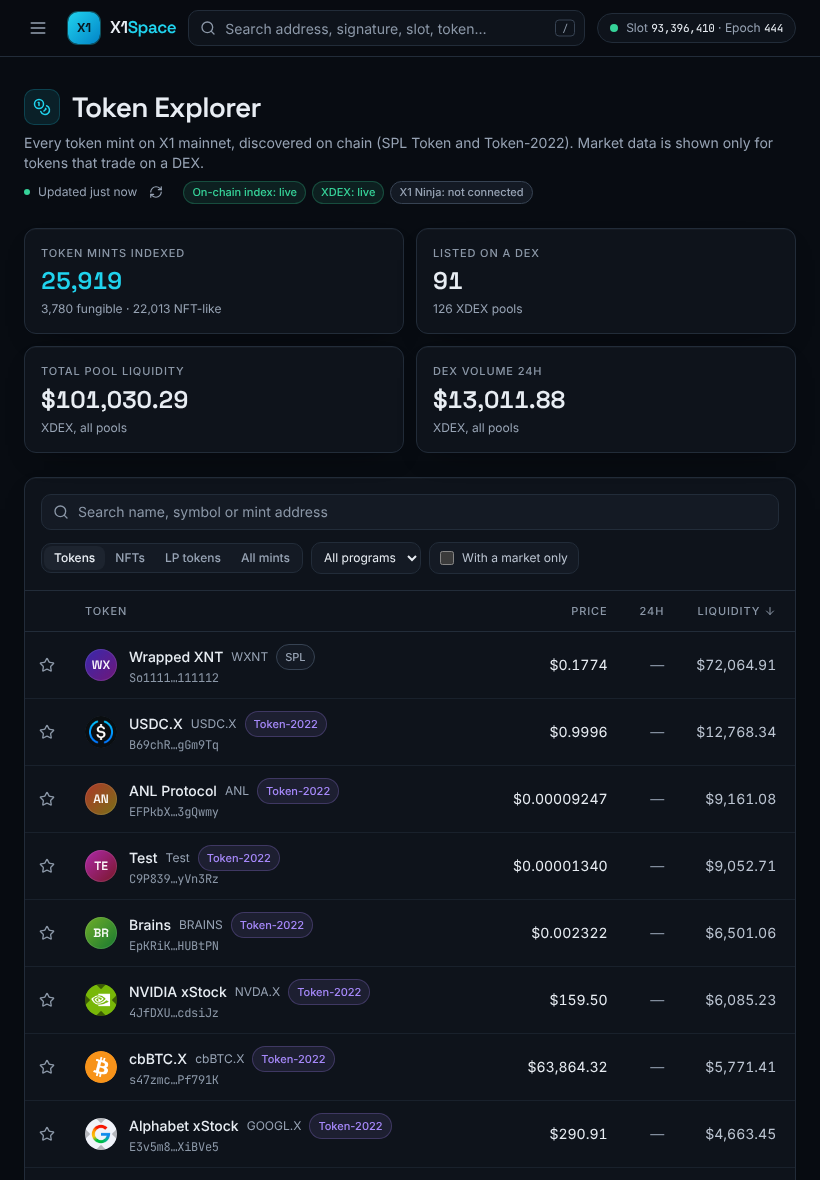 X1 X1Space Search address, signature, slot, token... / Slot 93,396,410 · Epoch 444
Token Explorer
Every token mint on X1 mainnet, discovered on chain (SPL Token and Token-2022). Market data is shown only for
tokens that trade on a DEX.
Updated just now On-chain index: live XDEX: live X1 Ninja: not connected
TOKEN MINTS INDEXED
25,919
3,780 fungible · 22,013 NFT-like
LISTED ON A DEX
91
126 XDEX pools
TOTAL POOL LIQUIDITY
$101,030.29
XDEX, all pools
DEX VOLUME 24H
$13,011.88
XDEX, all pools
Search name, symbol or mint address
Tokens NFTs LP tokens All mints All programs With a market only
TOKEN PRICE 24H LIQUIDITY ↓
WX Wrapped XNT WXNT SPL $0.1774 — $72,064.91
So1111…111112
USDC.X USDC.X Token-2022 $0.9996 — $12,768.34
B69chR…gGm9Tq
AN ANL Protocol ANL Token-2022 $0.00009247 — $9,161.08
EFPkbX…3gQwmy
TE Test Test Token-2022 $0.00001340 — $9,052.71
C9P839…yVn3Rz
BR Brains BRAINS Token-2022 $0.002322 — $6,501.06
EpKRiK…HUBtPN
NVIDIA xStock NVDA.X Token-2022 $159.50 — $6,085.23
4JfDXU…cdsiJz
cbBTC.X cbBTC.X Token-2022 $63,864.32 — $5,771.41
s47zmc…Pf791K
Alphabet xStock GOOGL.X Token-2022 $290.91 — $4,663.45
E3v5m8…XiBVe5